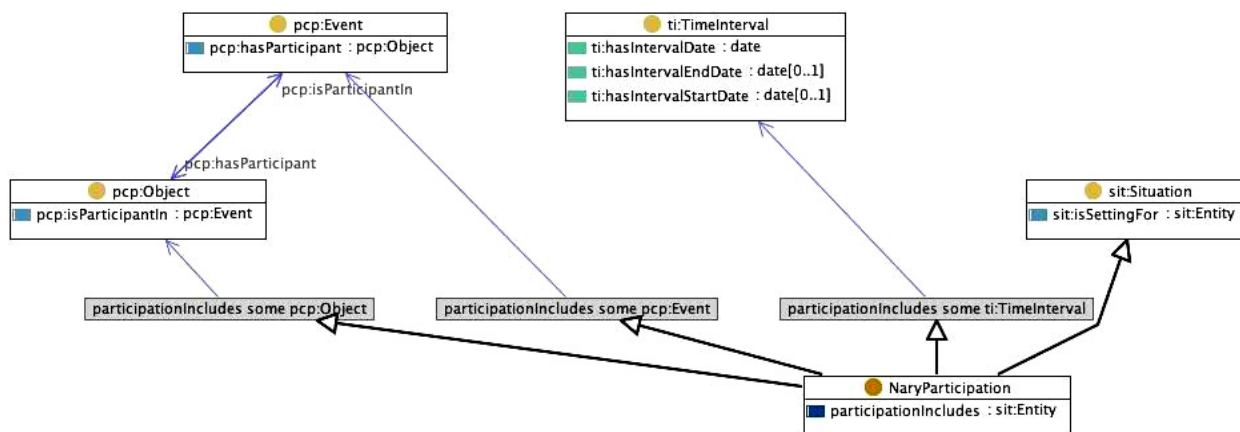 pcp:Event
pcp:hasParticipant : pcp:Object
ti:TimeInterval
ti:hasIntervalDate : date
ti:hasIntervalEndDate : date[0..1]
ti:hasIntervalStartDate : date[0..1]
pcp:isParticipantIn
pcp:hasParticipant
pcp:Object
pcp:isParticipantIn : pcp:Event
sit:Situation
sit:isSettingFor : sit:Entity
participationIncludes some pcp:Object
participationIncludes some pcp:Event
participationIncludes some ti:TimeInterval
NaryParticipation
participationIncludes : sit:Entity